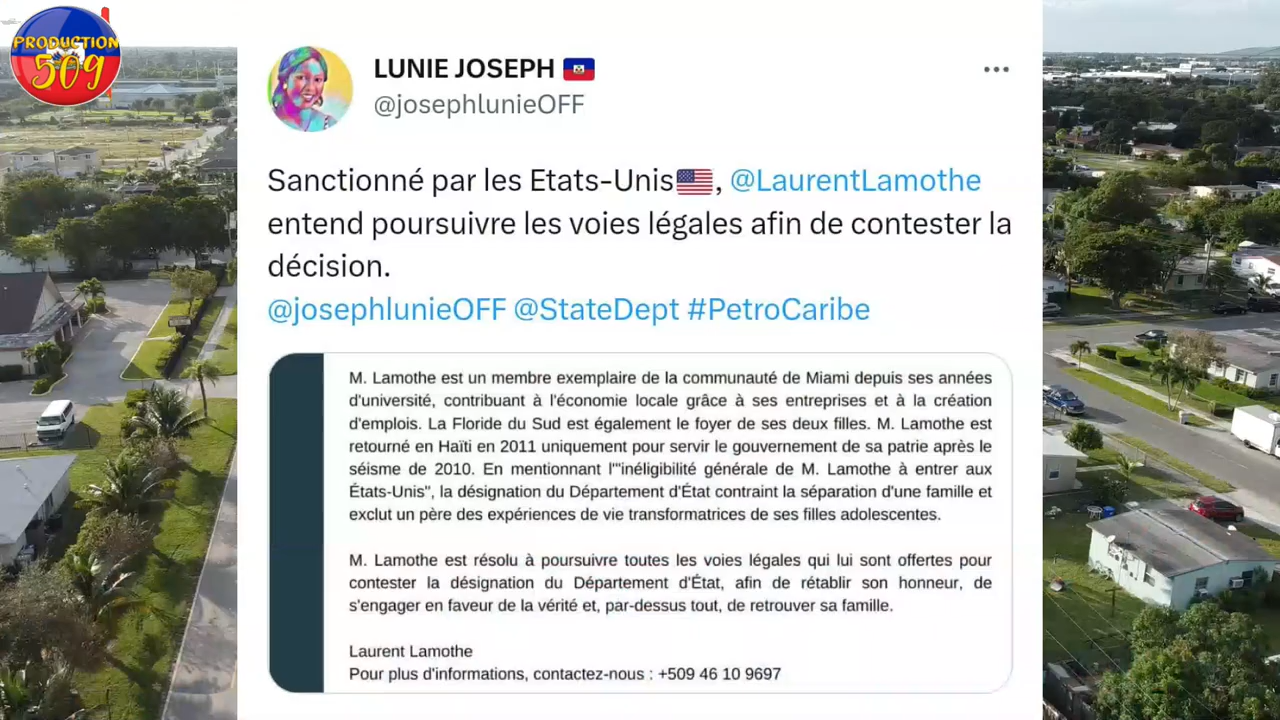 PRODUCTION
509
LUNIE JOSEPH
@josephlunieOFF
Sanctionné par les Etats-Unis, @LaurentLamothe
entend poursuivre les voies légales afin de contester la
décision.
@josephlunieOFF @StateDept #PetroCaribe
M. Lamothe est un membre exemplaire de la communauté de Miami depuis ses années
d'université, contribuant à l'économie locale grâce à ses entreprises et à la création
d'emplois. La Floride du Sud est également le foyer de ses deux filles. M. Lamothe est
retourné en Haïti en 2011 uniquement pour servir le gouvernement de sa patrie après le
séisme de 2010. En mentionnant l'"inéligibilité générale de M. Lamothe à entrer aux
États-Unis", la désignation du Département d'État contraint la séparation d'une famille et
exclut un père des expériences de vie transformatrices de ses filles adolescentes.
M. Lamothe est résolu à poursuivre toutes les voies légales qui lui sont offertes pour
contester la désignation du Département d'État, afin de rétablir son honneur, de
s'engager en faveur de la vérité et, par-dessus tout, de retrouver sa famille.
Laurent Lamothe
Pour plus d'informations, contactez-nous : +509 46 10 9697